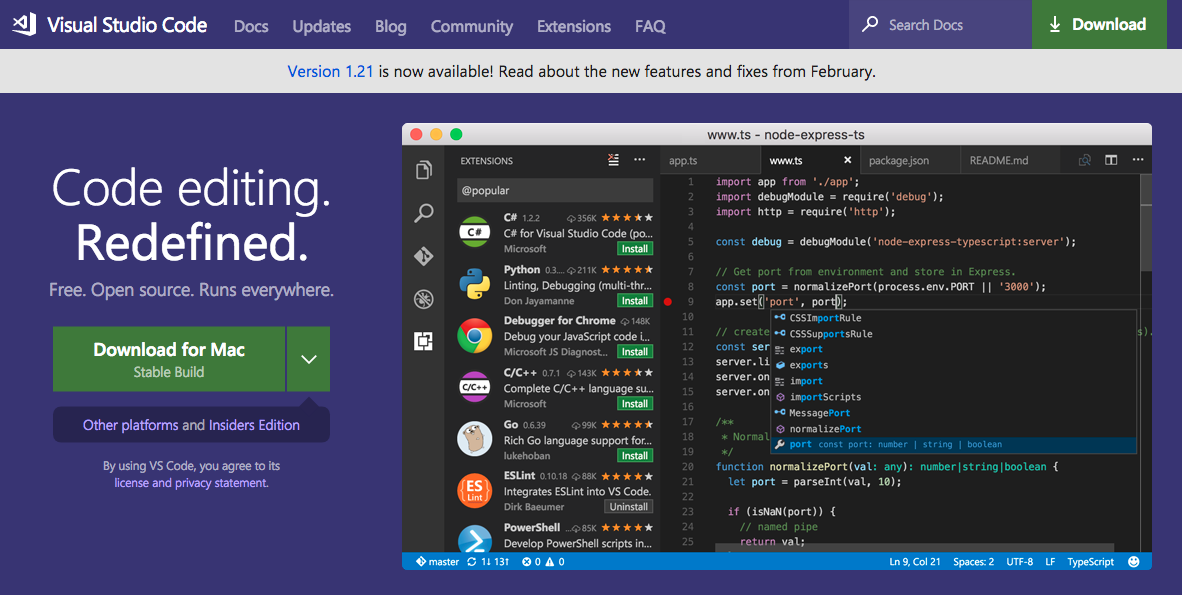 Visual Studio Code Docs Updates Blog Community Extensions FAQ Search Docs Download
Version 1.21 is now available! Read about the new features and fixes from February.
Code editing.
Redefined.
Free. Open source. Runs everywhere.
Download for Mac
Stable Build
Other platforms and Insiders Edition
By using VS Code, you agree to its
license and privacy statement.
www.ts - node-express-ts
EXTENSIONS
@popular
C# 1.2.2 356K
C# for Visual Studio Code (po...
Microsoft Install
Python 0.3.... 211K
Linting, Debugging (multi-thr...
Don Jayamanne Install
Debugger for Chrome 148K
Debug your JavaScript code i...
Microsoft JS Diagnost... Install
C/C++ 0.7.1 143K
Complete C/C++ language su...
Microsoft Install
Go 0.6.39 99K
Rich Go language support for...
lukehoban Install
ESLint 0.10.18 88K
Integrates ESLint into VS Code.
Dirk Baeumer Uninstall
PowerShell ... 85K
Develop PowerShell scripts in...
C#
C/C++
ES
Lint
app.ts www.ts package.json README.md
1 import app from './app';
2 import debugModule = require('debug');
3 import http = require('http');
4
5 const debug = debugModule('node-express-typescript:server');
6
7 // Get port from environment and store in Express.
8 const port = normalizePort(process.env.PORT || '3000');
9 app.set('port', port);
10
11 // create s).
12 const ser
13 server.li
14 server.on
15 server.on
16
17 /**
18 * Normal
19 */
20 function normalizePort(val: any): number|string|boolean {
21 let port = parseInt(val, 10);
22
23 if (isNaN(port)) {
24 // named pipe
25 return val;
CSSImportRule
CSSSupportsRule
export
exports
import
importScripts
MessagePort
normalizePort
port const port: number | string | boolean
master 1↓ 13↑ 0 0 Ln 9, Col 21 Spaces: 2 UTF-8 LF TypeScript